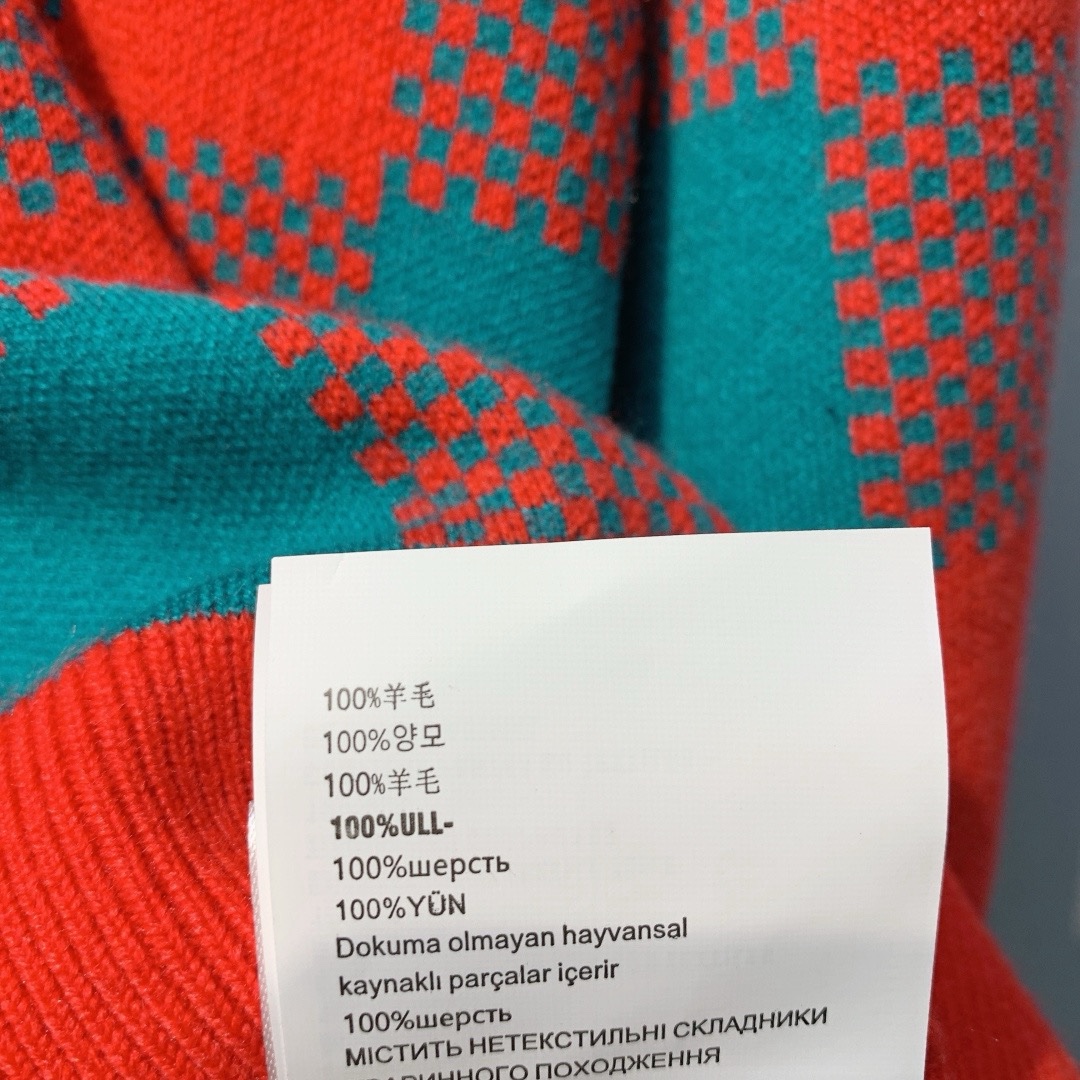 100%羊毛
100%양모
100%羊毛
100%ULL-
100%шерсть
100%YÜN
Dokuma olmayan hayvansal
kaynaklı parçalar içerir
100%шерсть
МІСТИТЬ НЕТЕКСТИЛЬНІ СКЛАДНИКИ
ПОХОДЖЕННЯ